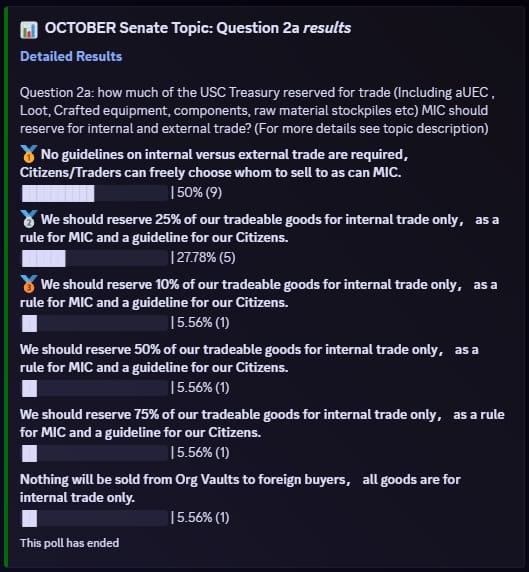 📊 OCTOBER Senate Topic: Question 2a results
Detailed Results
Question 2a: how much of the USC Treasury reserved for trade (Including aUEC ,
Loot, Crafted equipment, components, raw material stockpiles etc) MIC should
reserve for internal and external trade? (For more details see topic description)
🥇 No guidelines on internal versus external trade are required,
Citizens/Traders can freely choose whom to sell to as can MIC.
| 50% (9)
🥈 We should reserve 25% of our tradeable goods for internal trade only, as a
rule for MIC and a guideline for our Citizens.
| 27.78% (5)
🥉 We should reserve 10% of our tradeable goods for internal trade only, as a
rule for MIC and a guideline for our Citizens.
| 5.56% (1)
We should reserve 50% of our tradeable goods for internal trade only, as a
rule for MIC and a guideline for our Citizens.
| 5.56% (1)
We should reserve 75% of our tradeable goods for internal trade only, as a rule
for MIC and a guideline for our Citizens.
| 5.56% (1)
Nothing will be sold from Org Vaults to foreign buyers, all goods are for
internal trade only.
| 5.56% (1)
This poll has ended